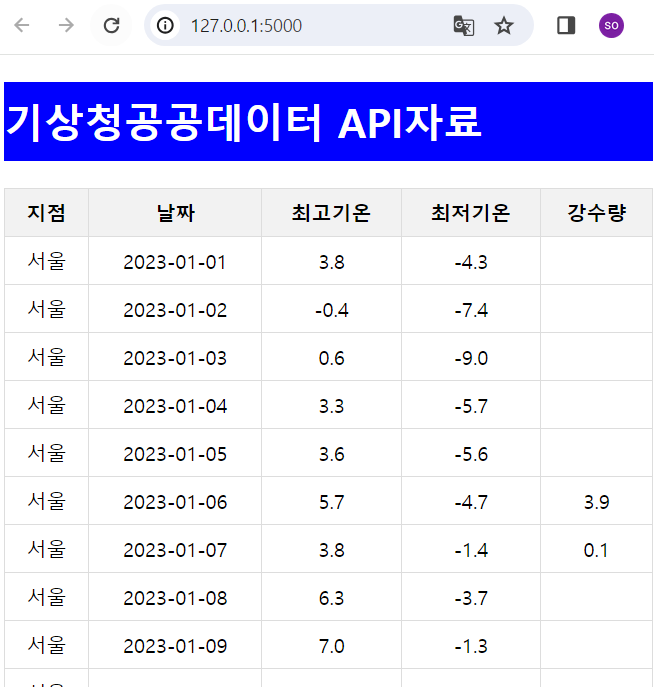 127.0.0.1:5000
so
기상청공공데이터 API자료
지점 날짜 최고기온 최저기온 강수량
서울 2023-01-01 3.8 -4.3
서울 2023-01-02 -0.4 -7.4
서울 2023-01-03 0.6 -9.0
서울 2023-01-04 3.3 -5.7
서울 2023-01-05 3.6 -5.6
서울 2023-01-06 5.7 -4.7 3.9
서울 2023-01-07 3.8 -1.4 0.1
서울 2023-01-08 6.3 -3.7
서울 2023-01-09 7.0 -1.3